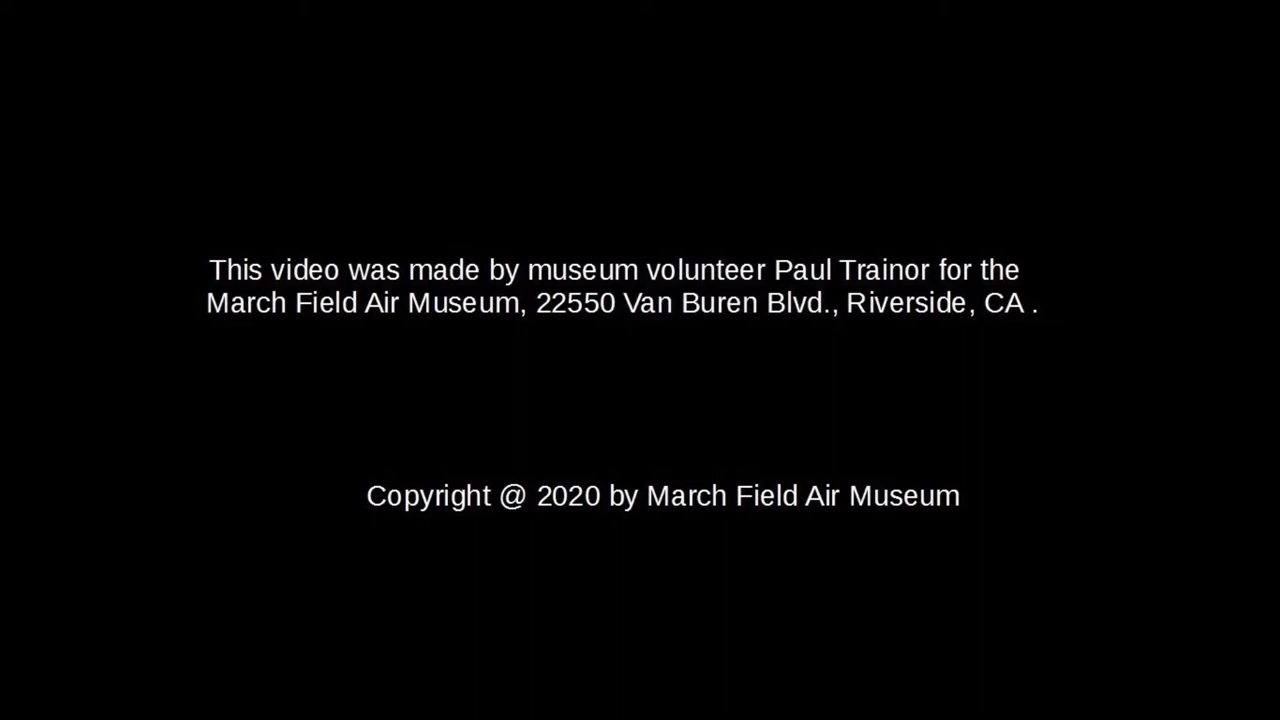 This video was made by museum volunteer Paul Trainor for the
March Field Air Museum, 22550 Van Buren Blvd., Riverside, CA .
Copyright @ 2020 by March Field Air Museum